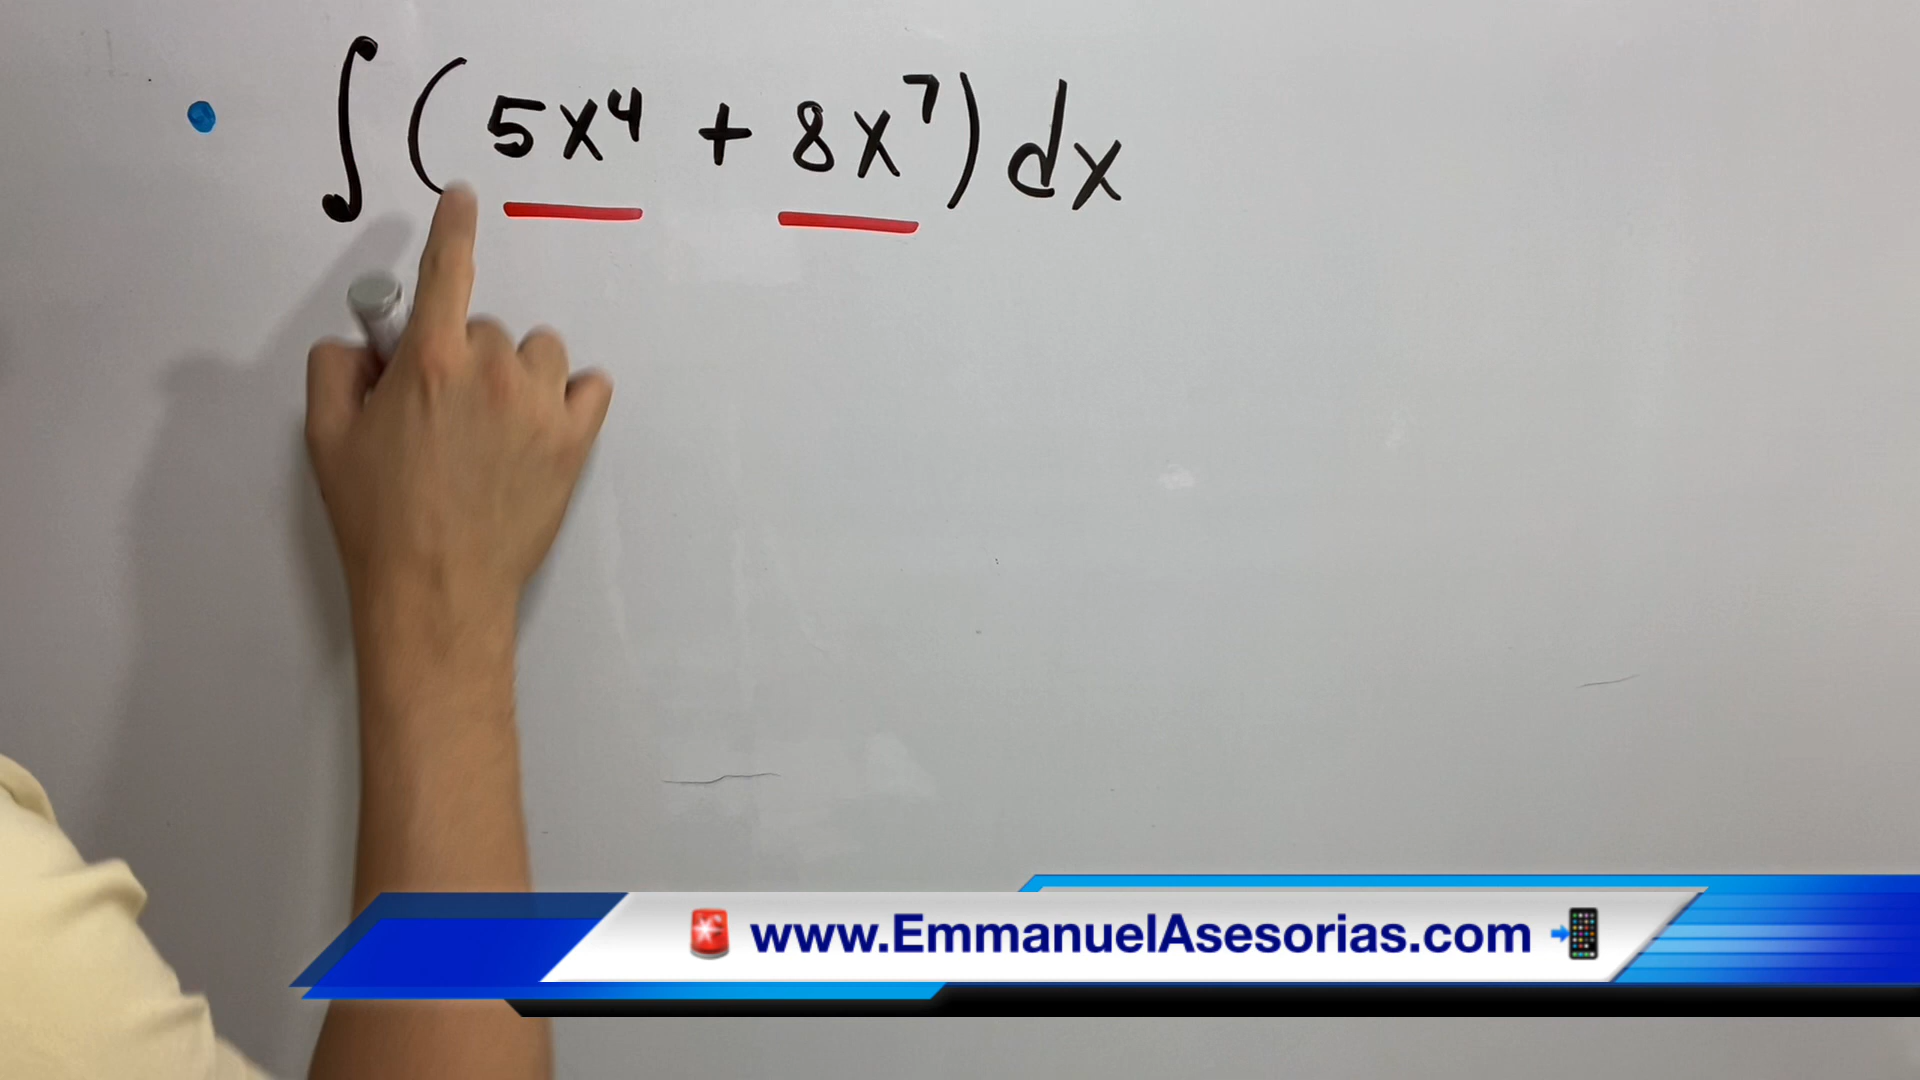 ∫ (5x⁴ + 8x⁷) dx
www.EmmanuelAsesorias.com